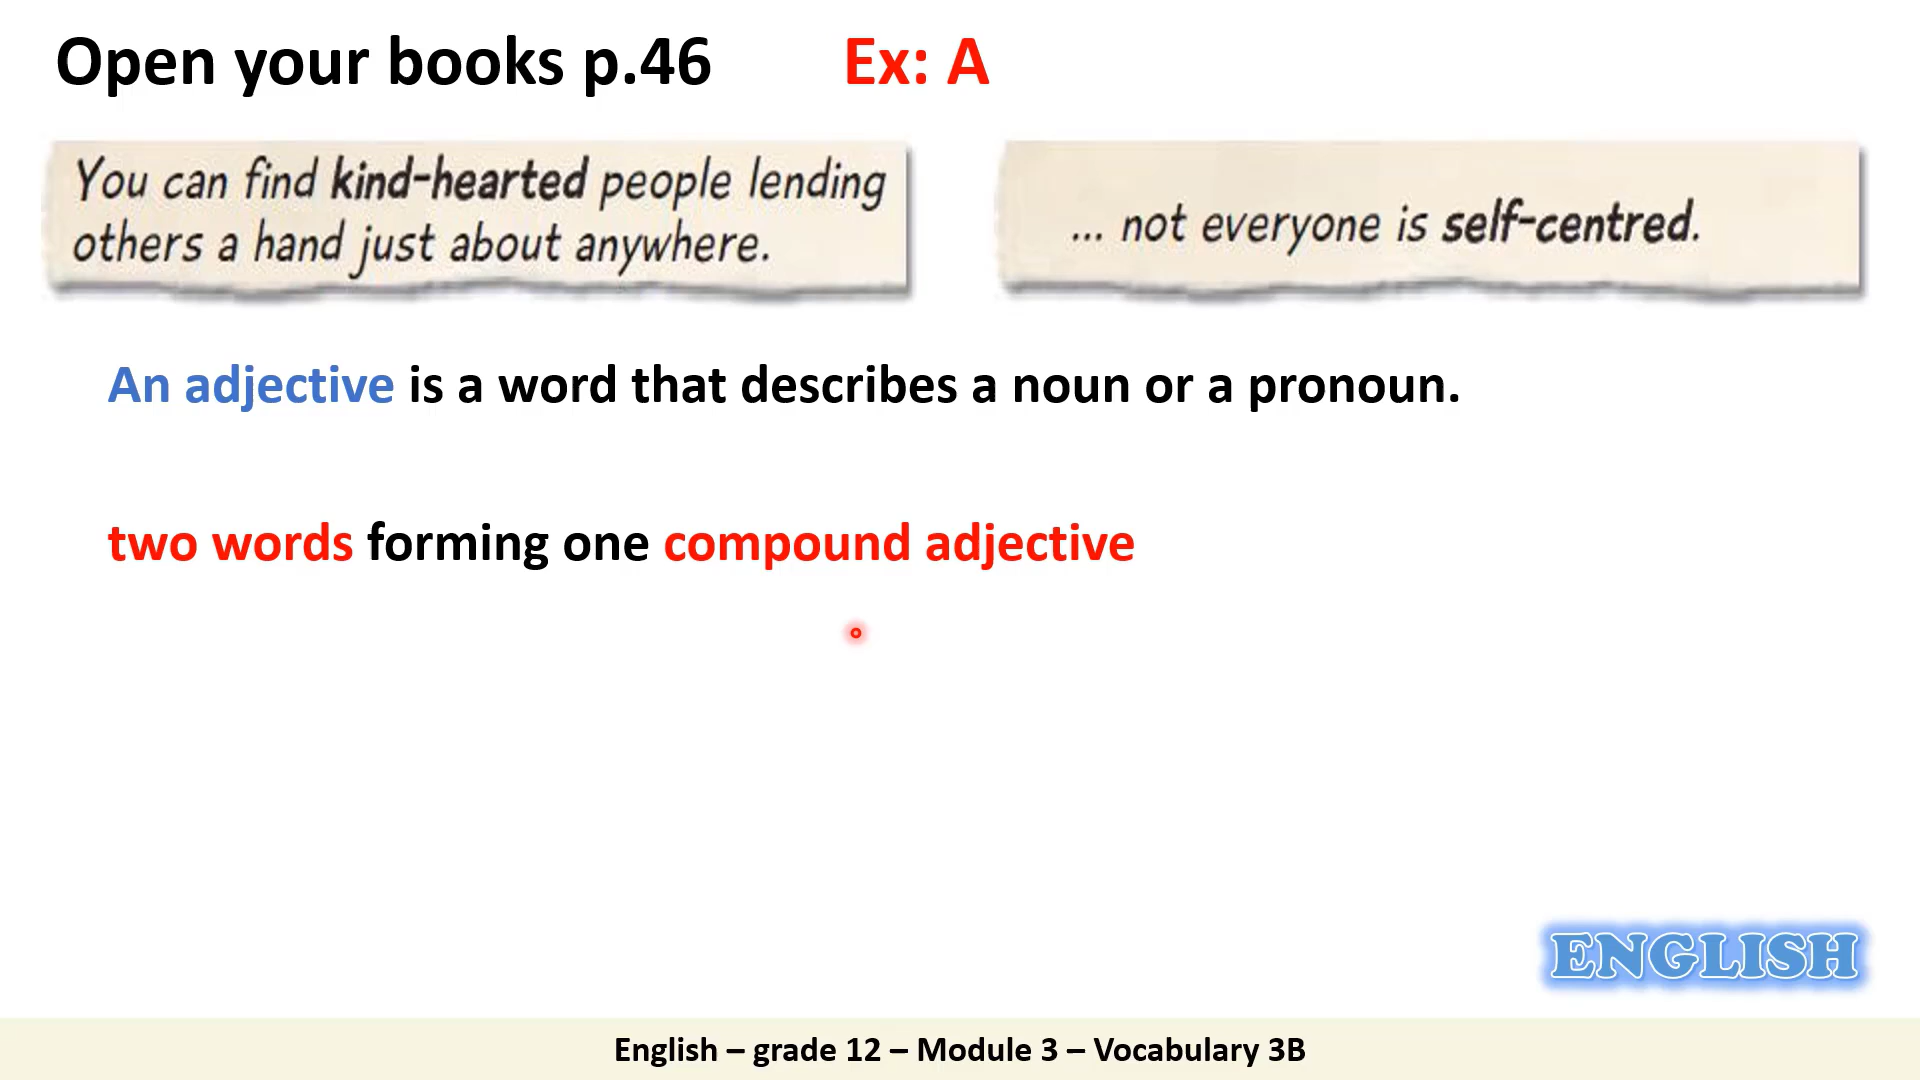 Open your books p.46 Ex: A
You can find kind-hearted people lending
others a hand just about anywhere.
... not everyone is self-centred.
An adjective is a word that describes a noun or a pronoun.
two words forming one compound adjective
ENGLISH
English – grade 12 – Module 3 – Vocabulary 3B